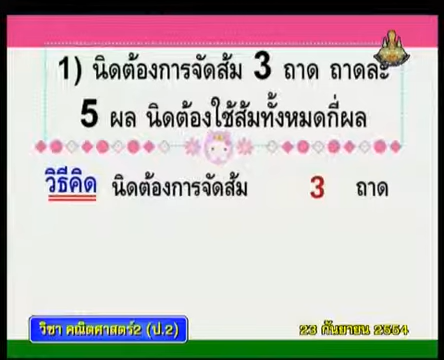 1) นิดต้องการจัดส้ม 3 ถาด ถาดละ
5 ผล นิดต้องใช้ส้มทั้งหมดกี่ผล
วิธีคิด นิดต้องการจัดส้ม 3 ถาด
วิชา คณิตศาสตร์2 (ป.2)
23 กันยายน 2554